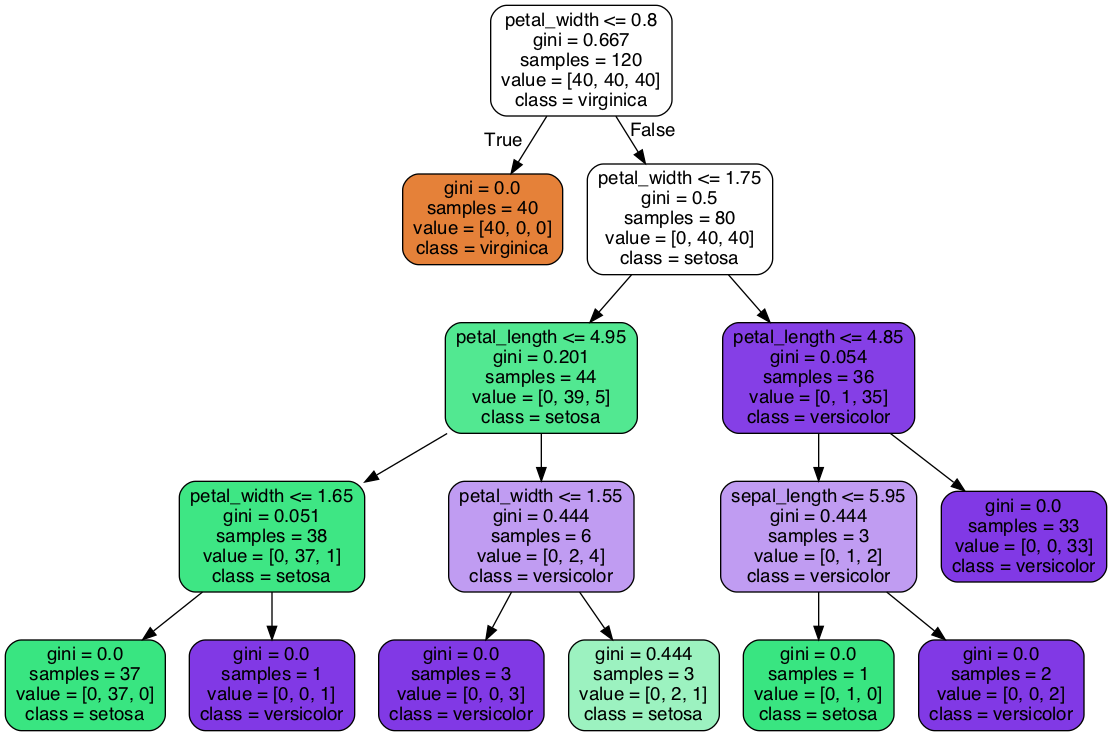 petal_width <= 0.8
gini = 0.667
samples = 120
value = [40, 40, 40]
class = virginica
True
False
gini = 0.0
samples = 40
value = [40, 0, 0]
class = virginica
petal_width <= 1.75
gini = 0.5
samples = 80
value = [0, 40, 40]
class = setosa
petal_length <= 4.95
gini = 0.201
samples = 44
value = [0, 39, 5]
class = setosa
petal_length <= 4.85
gini = 0.054
samples = 36
value = [0, 1, 35]
class = versicolor
petal_width <= 1.65
gini = 0.051
samples = 38
value = [0, 37, 1]
class = setosa
petal_width <= 1.55
gini = 0.444
samples = 6
value = [0, 2, 4]
class = versicolor
sepal_length <= 5.95
gini = 0.444
samples = 3
value = [0, 1, 2]
class = versicolor
gini = 0.0
samples = 33
value = [0, 0, 33]
class = versicolor
gini = 0.0
samples = 37
value = [0, 37, 0]
class = setosa
gini = 0.0
samples = 1
value = [0, 0, 1]
class = versicolor
gini = 0.0
samples = 3
value = [0, 0, 3]
class = versicolor
gini = 0.444
samples = 3
value = [0, 2, 1]
class = setosa
gini = 0.0
samples = 1
value = [0, 1, 0]
class = setosa
gini = 0.0
samples = 2
value = [0, 0, 2]
class = versicolor